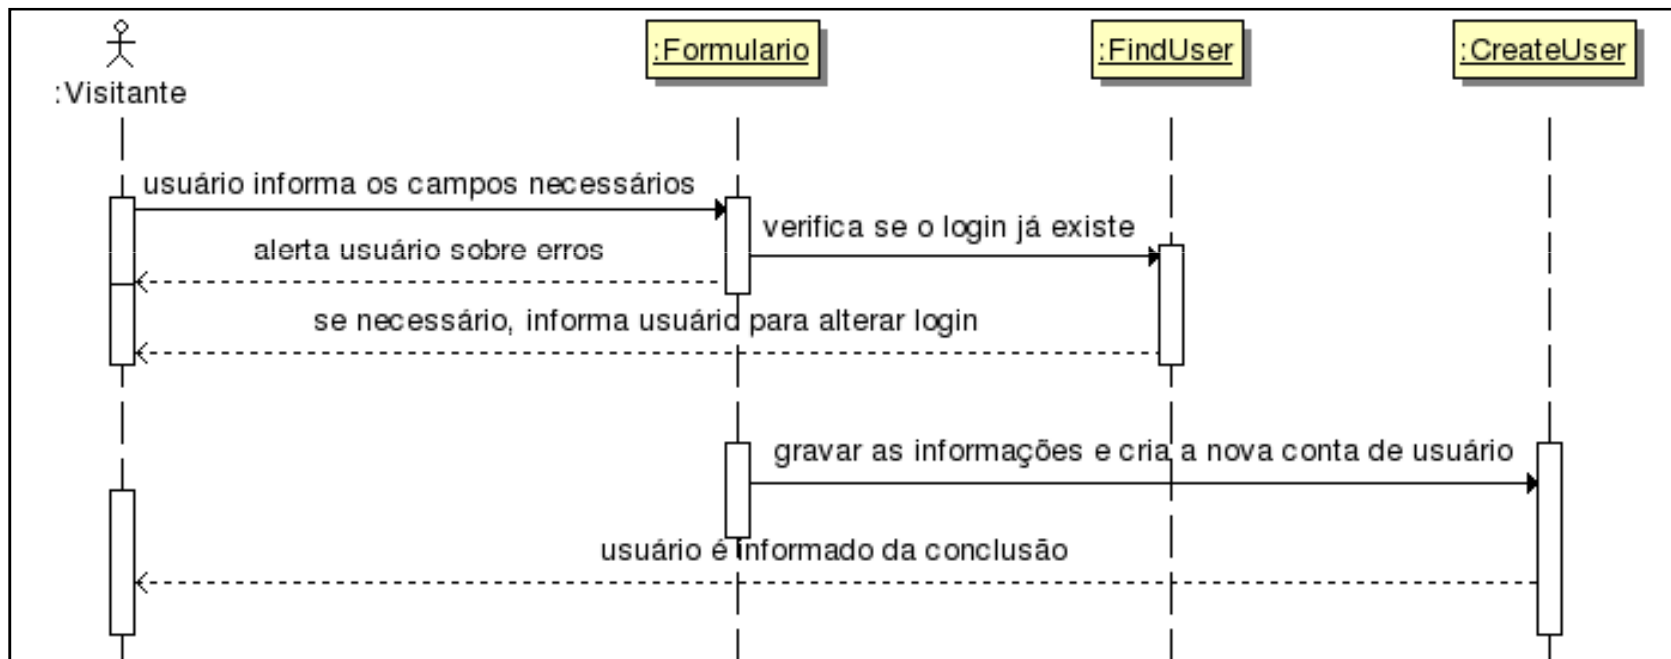 :Visitante
:Formulario
:FindUser
:CreateUser
usuário informa os campos necessários
verifica se o login já existe
alerta usuário sobre erros
se necessário, informa usuário para alterar login
gravar as informações e cria a nova conta de usuário
usuário é informado da conclusão